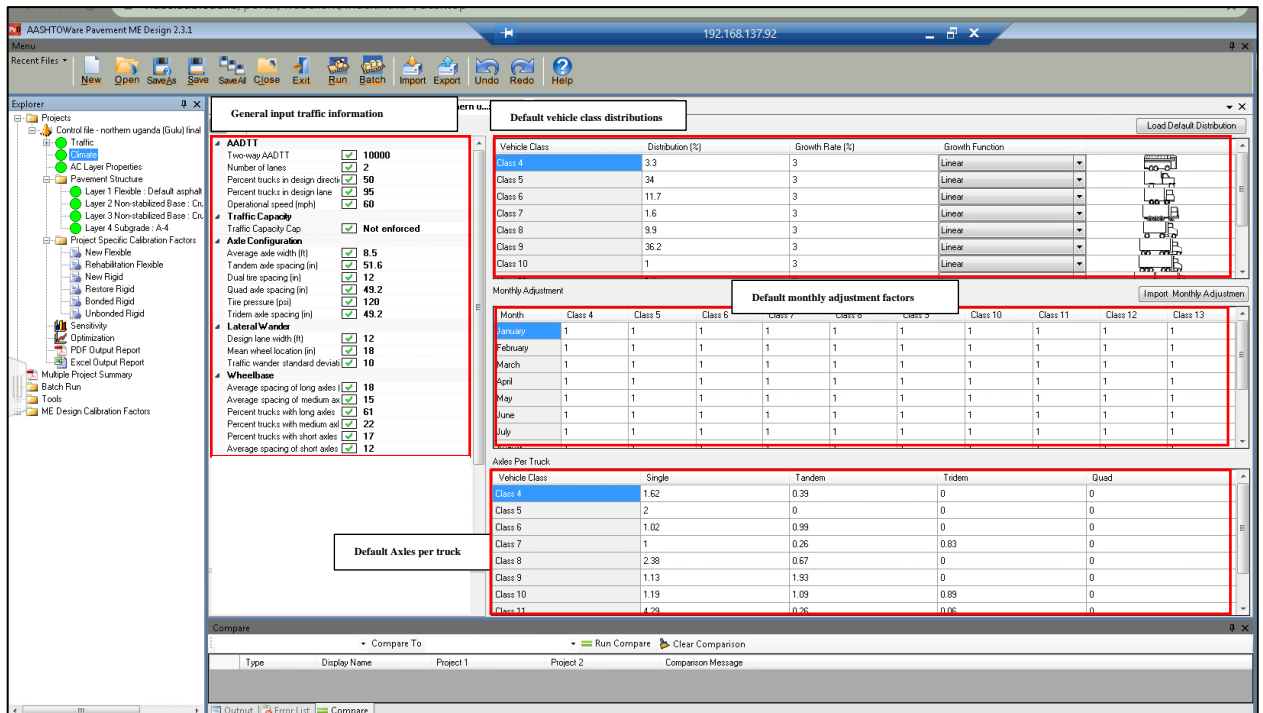 AASHTOWare Pavement ME Design 2.3.1
192.168.137.92
Menu
Recent Files
New Open SaveAs Save SaveAll Close Exit Run Batch Import Export Undo Redo Help
Explorer
Projects
Control file - northern uganda (Gulu) final
Traffic
Climate
AC Layer Properties
Pavement Structure
Layer 1 Flexible : Default asphalt
Layer 2 Non-stabilized Base : Cru
Layer 3 Non-stabilized Base : Cru
Layer 4 Subgrade : A-4
Project Specific Calibration Factors
New Flexible
Rehabilitation Flexible
New Rigid
Restore Rigid
Bonded Rigid
Unbonded Rigid
Sensitivity
Optimization
PDF Output Report
Excel Output Report
Multiple Project Summary
Batch Run
Tools
ME Design Calibration Factors
General input traffic information
AADTT
Two-way AADTT 10000
Number of lanes 2
Percent trucks in design directi 50
Percent trucks in design lane 95
Operational speed (mph) 60
Traffic Capacity
Traffic Capacity Cap Not enforced
Axle Configuration
Average axle width (ft) 8.5
Tandem axle spacing (in) 51.6
Dual tire spacing (in) 12
Quad axle spacing (in) 49.2
Tire pressure (psi) 120
Tridem axle spacing (in) 49.2
Lateral Wander
Design lane width (ft) 12
Mean wheel location (in) 18
Traffic wander standard deviati 10
Wheelbase
Average spacing of long axles ( 18
Average spacing of medium ax 15
Percent trucks with long axles 61
Percent trucks with medium axl 22
Percent trucks with short axles 17
Average spacing of short axles 12
ern u...
Default vehicle class distributions
Load Default Distribution
Vehicle Class Distribution (%) Growth Rate (%) Growth Function
Class 4 3.3 3 Linear
Class 5 34 3 Linear
Class 6 11.7 3 Linear
Class 7 1.6 3 Linear
Class 8 9.9 3 Linear
Class 9 36.2 3 Linear
Class 10 1 3 Linear
Monthly Adjustment
Default monthly adjustment factors
Import Monthly Adjustmen
Month Class 4 Class 5 Class 6 Class 7 Class 8 Class 9 Class 10 Class 11 Class 12 Class 13
January 1 1 1 1 1 1 1 1 1 1
February 1 1 1 1 1 1 1 1 1 1
March 1 1 1 1 1 1 1 1 1 1
April 1 1 1 1 1 1 1 1 1 1
May 1 1 1 1 1 1 1 1 1 1
June 1 1 1 1 1 1 1 1 1 1
July 1 1 1 1 1 1 1 1 1 1
Axles Per Truck
Vehicle Class Single Tandem Tridem Quad
Class 4 1.62 0.39 0 0
Class 5 2 0 0 0
Class 6 1.02 0.99 0 0
Class 7 1 0.26 0.83 0
Class 8 2.38 0.67 0 0
Class 9 1.13 1.93 0 0
Class 10 1.19 1.09 0.89 0
Class 11 4.29 0.26 0.06 0
Default Axles per truck
Compare
Compare To Run Compare Clear Comparison
Type Display Name Project 1 Project 2 Comparison Message
Output Error List Compare